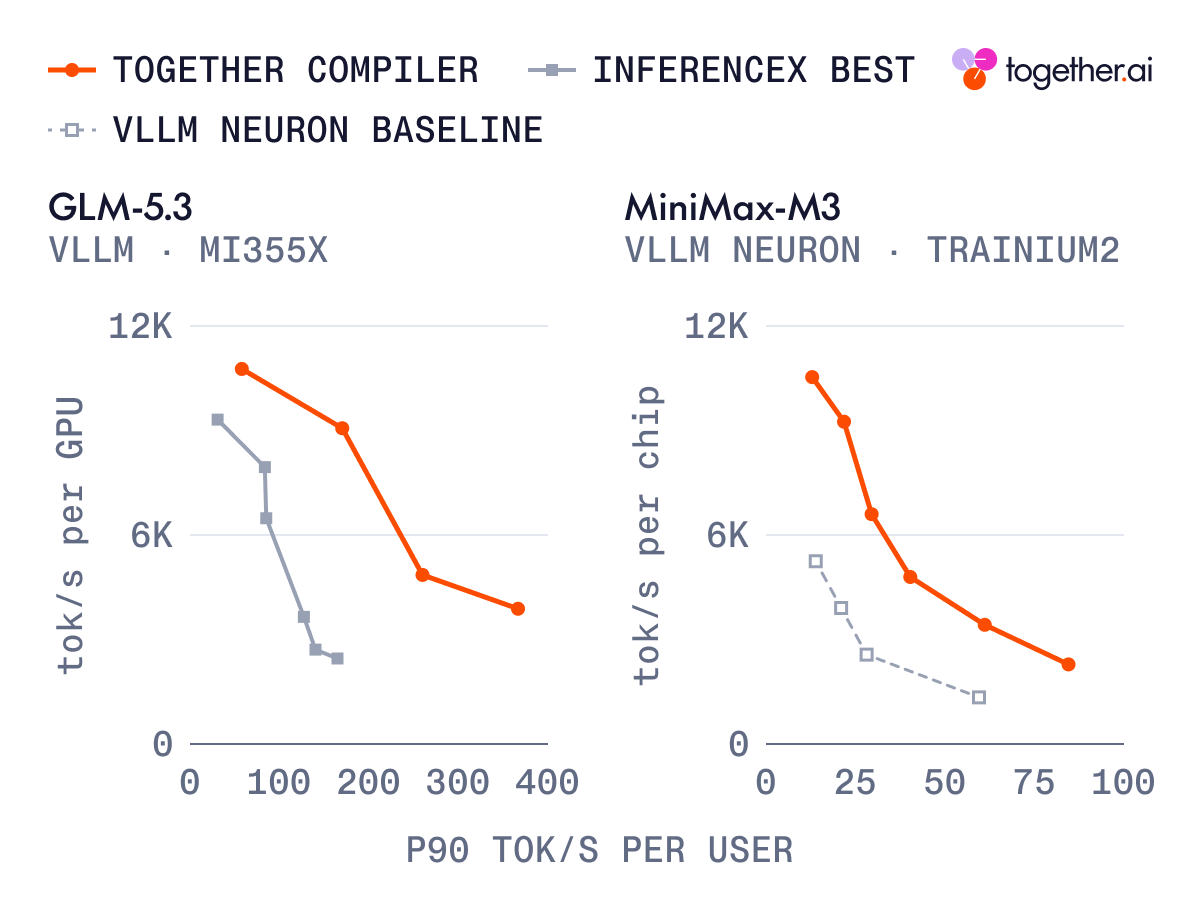 TOGETHER COMPILER
INFERENCEX BEST
together.ai
VLLM NEURON BASELINE
GLM-5.3
VLLM · MI355X
12K
6K
0
tok/s per GPU
0 100 200 300 400
MiniMax-M3
VLLM NEURON · TRAINIUM2
12K
6K
0
tok/s per chip
0 25 50 75 100
P90 TOK/S PER USER